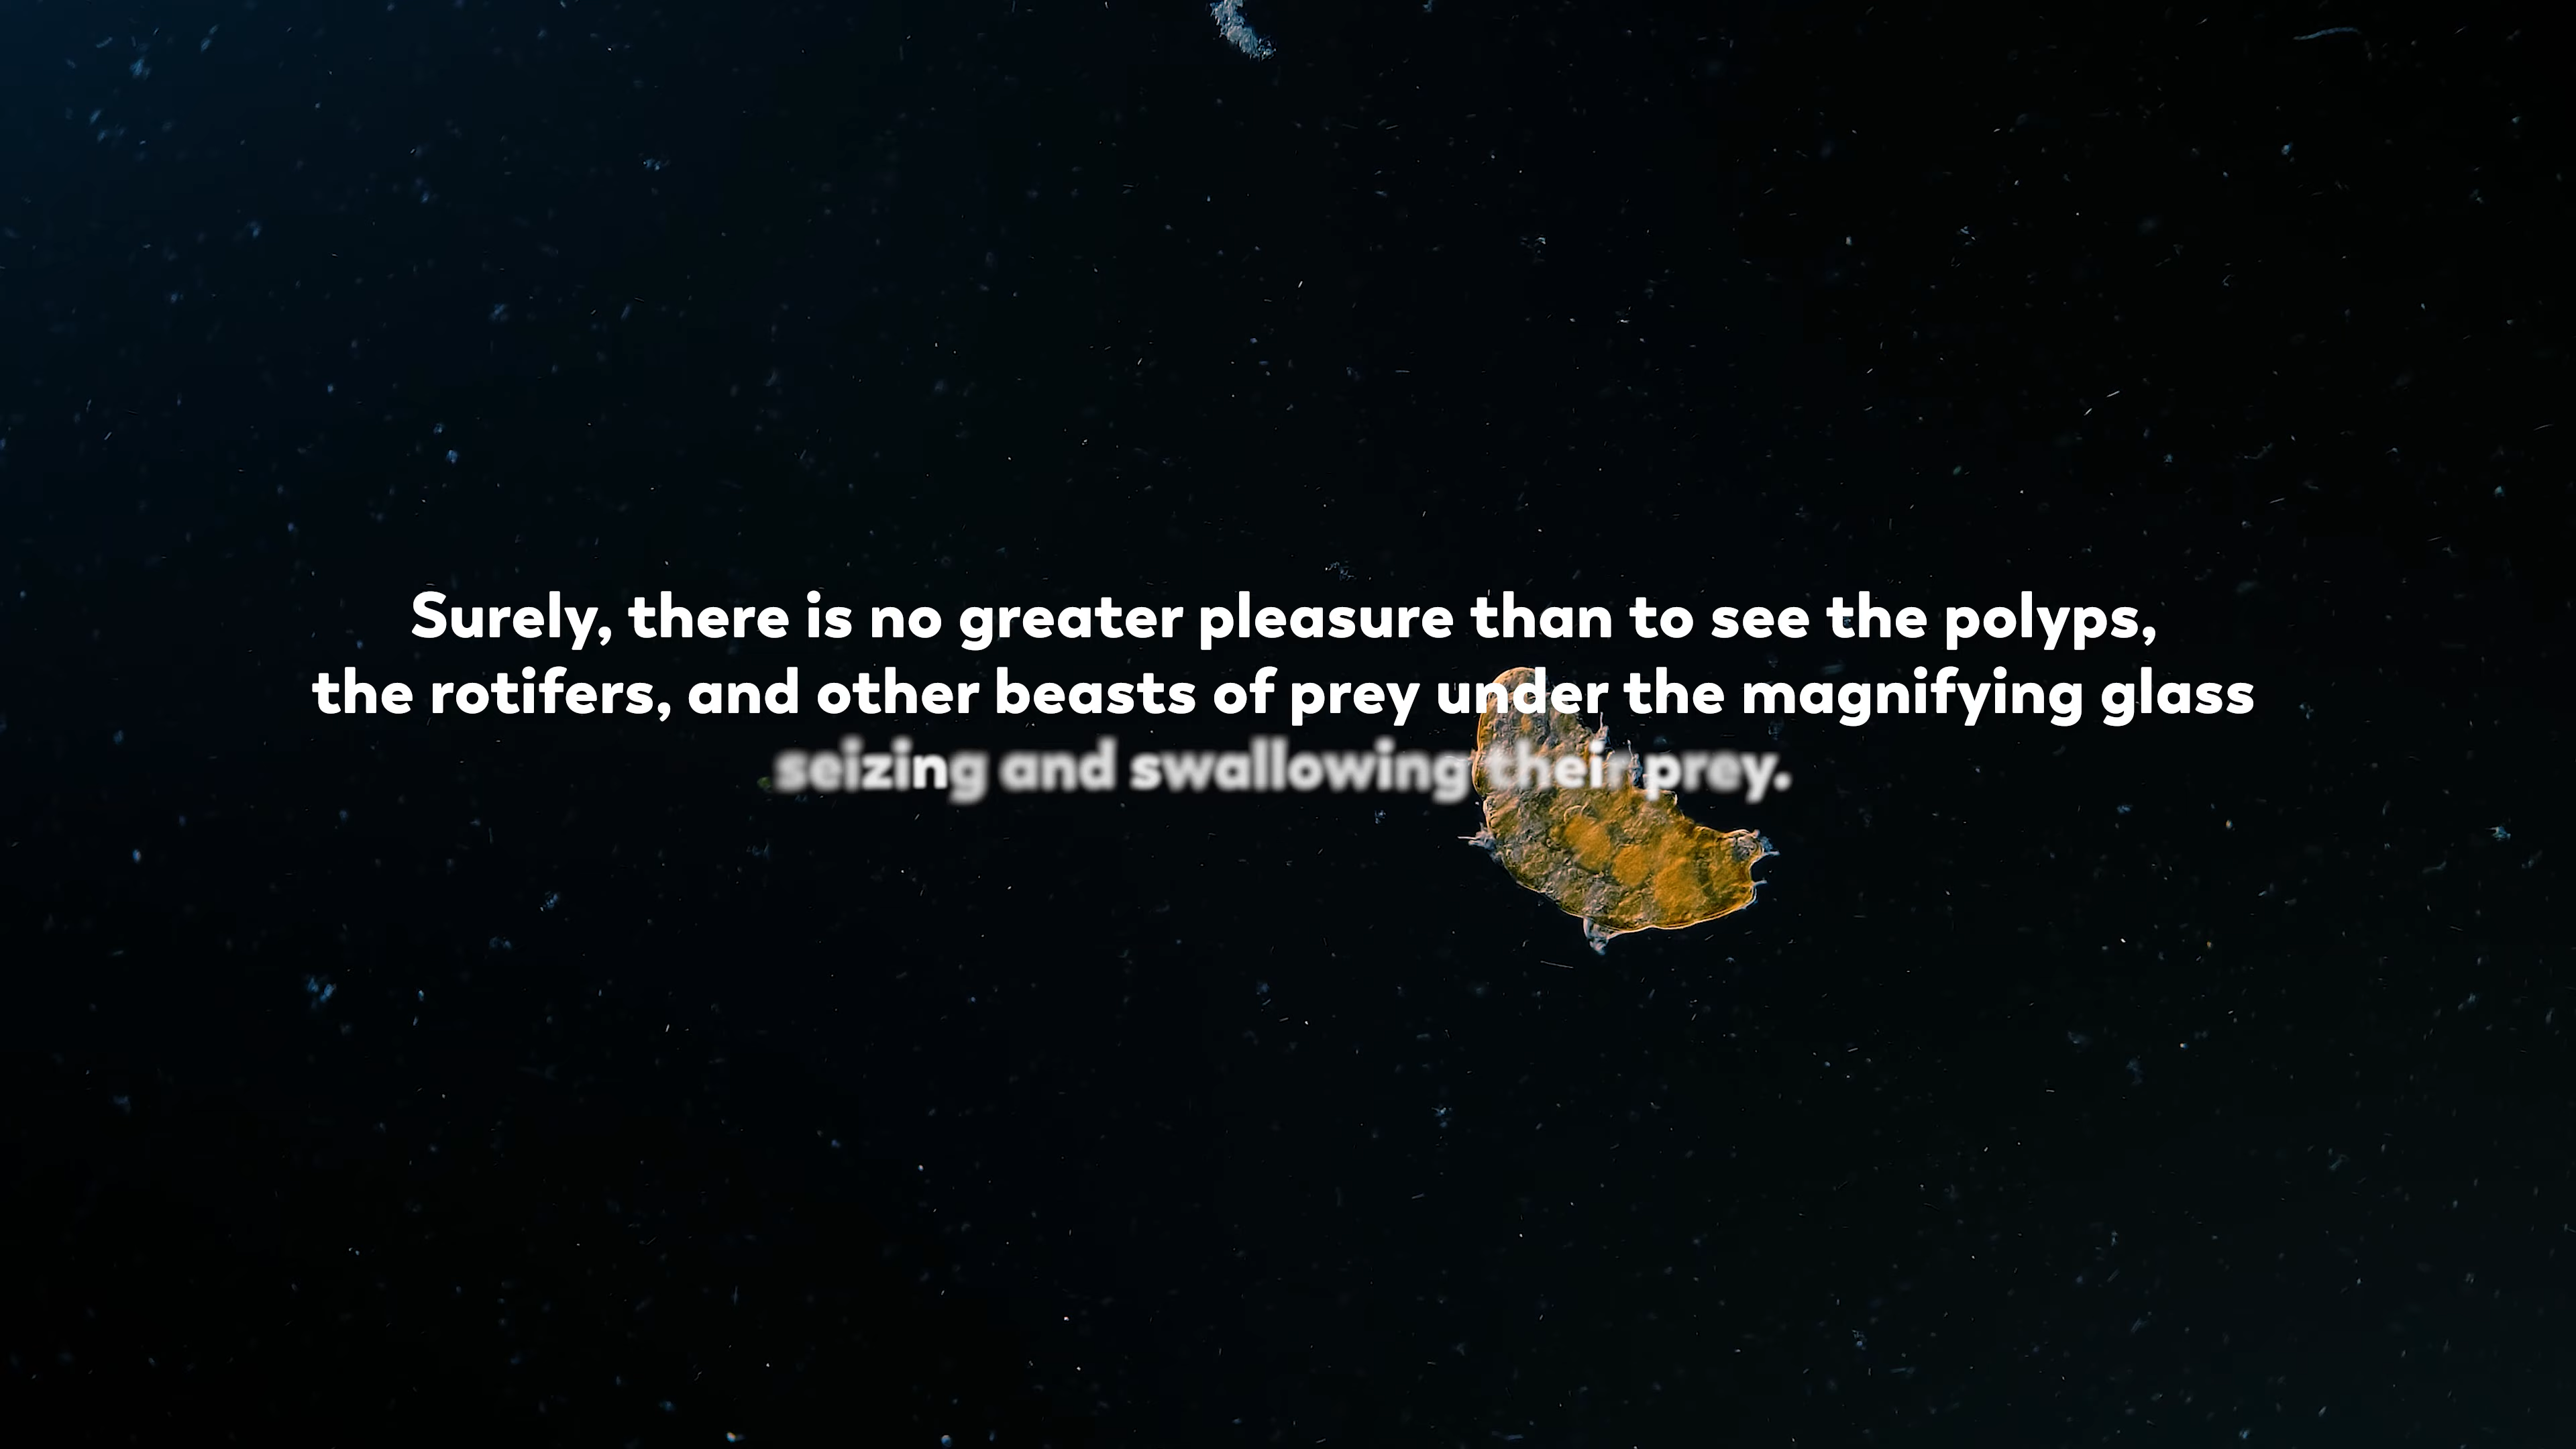 Surely, there is no greater pleasure than to see the polyps,
the rotifers, and other beasts of prey under the magnifying glass
seizing and swallowing their prey.